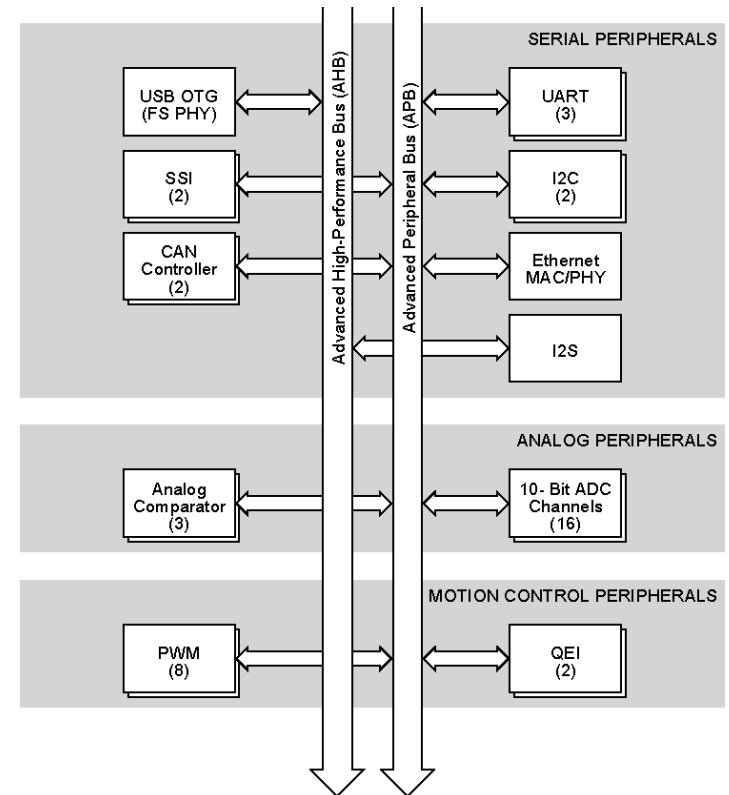 SERIAL PERIPHERALS
Advanced High-Performance Bus (AHB)
Advanced Peripheral Bus (APB)
USB OTG
(FS PHY)
UART
(3)
SSI
(2)
I2C
(2)
CAN
Controller
(2)
Ethernet
MAC/PHY
I2S
ANALOG PERIPHERALS
Analog
Comparator
(3)
10- Bit ADC
Channels
(16)
MOTION CONTROL PERIPHERALS
PWM
(8)
QEI
(2)